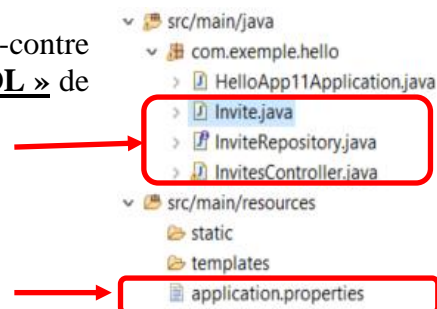 src/main/java
-contre
com.exemple.hello
HelloApp11Application.java
OL » de
Invite.java
InviteRepository.java
InvitesController.java
src/main/resources
static
templates
application.properties